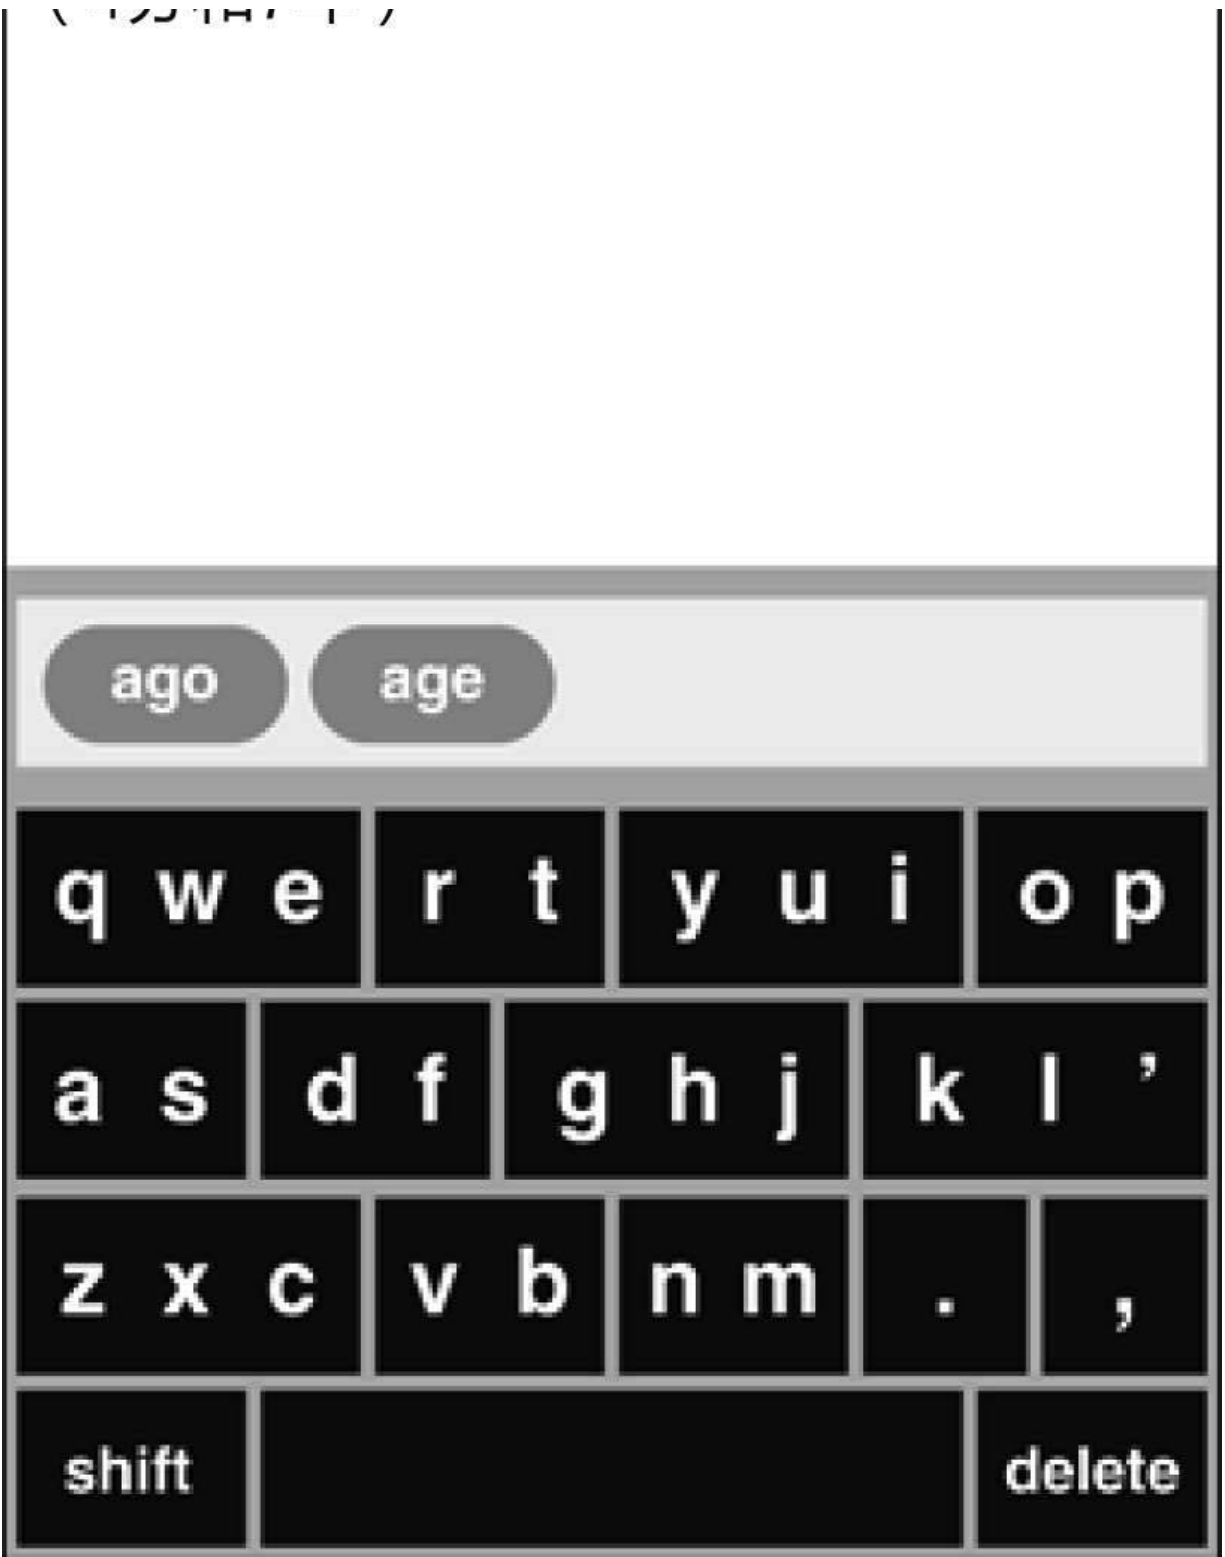 ago age
q w e r t y u i o p
a s d f g h j k l ’
z x c v b n m . ,
shift delete